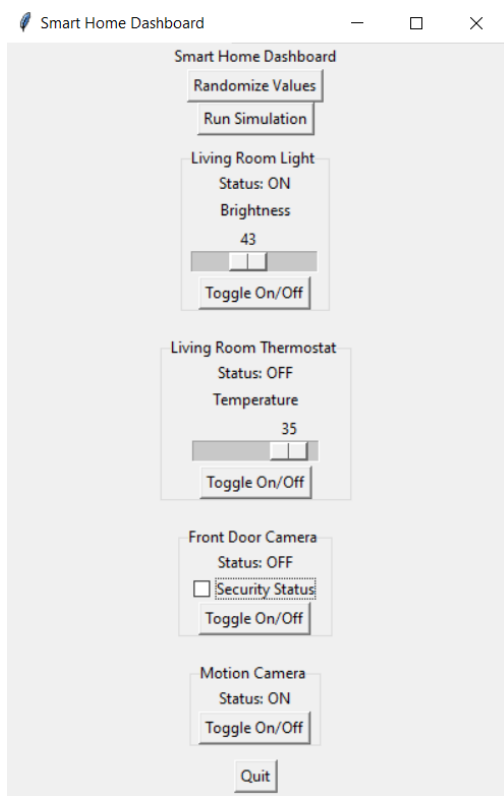 Smart Home Dashboard
Smart Home Dashboard
Randomize Values
Run Simulation
Living Room Light
Status: ON
Brightness
43
Toggle On/Off
Living Room Thermostat
Status: OFF
Temperature
35
Toggle On/Off
Front Door Camera
Status: OFF
Security Status
Toggle On/Off
Motion Camera
Status: ON
Toggle On/Off
Quit